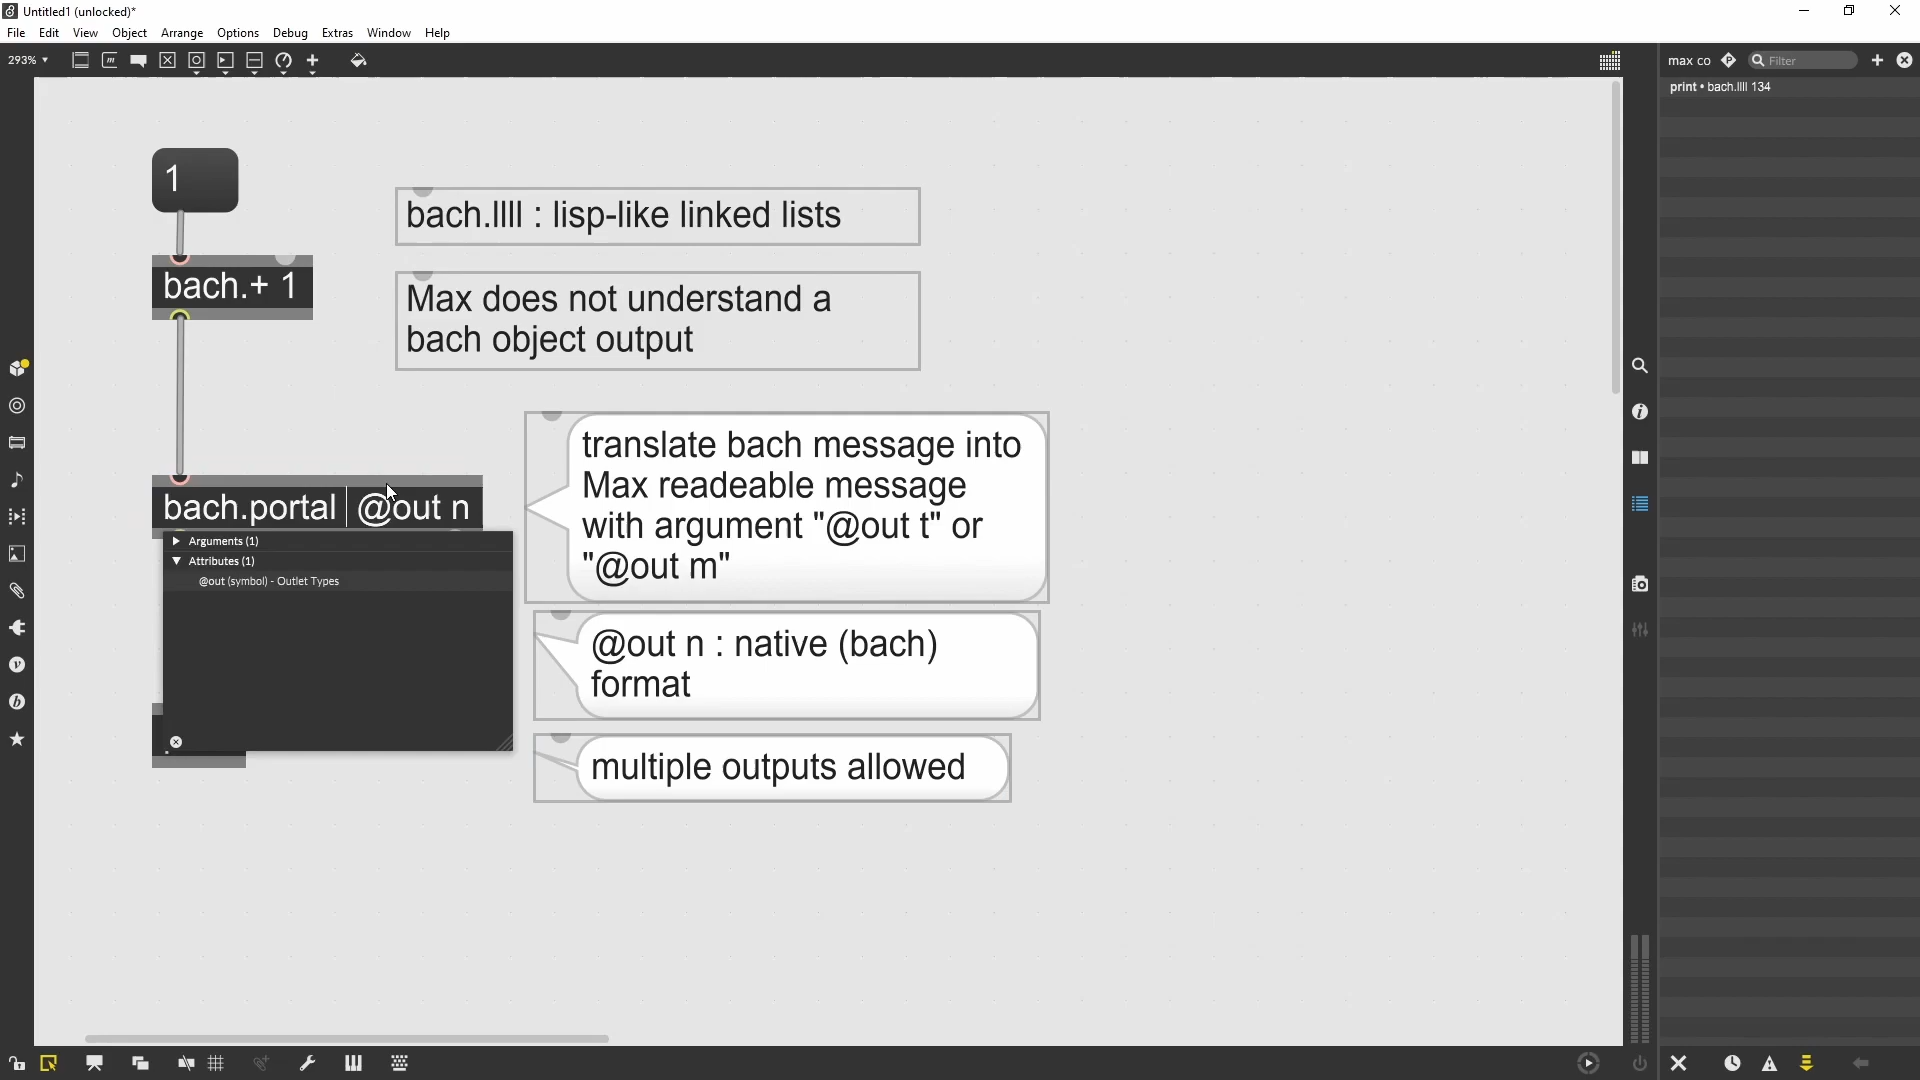 Untitled1 (unlocked)*
File Edit View Object Arrange Options Debug Extras Window Help
293%
max co
Filter
print • bach.llll 134
1
bach.llll : lisp-like linked lists
bach.+ 1
Max does not understand a
bach object output
translate bach message into
Max readeable message
with argument "@out t" or
"@out m"
bach.portal @out n
Arguments (1)
Attributes (1)
@out (symbol) - Outlet Types
@out n : native (bach)
format
multiple outputs allowed